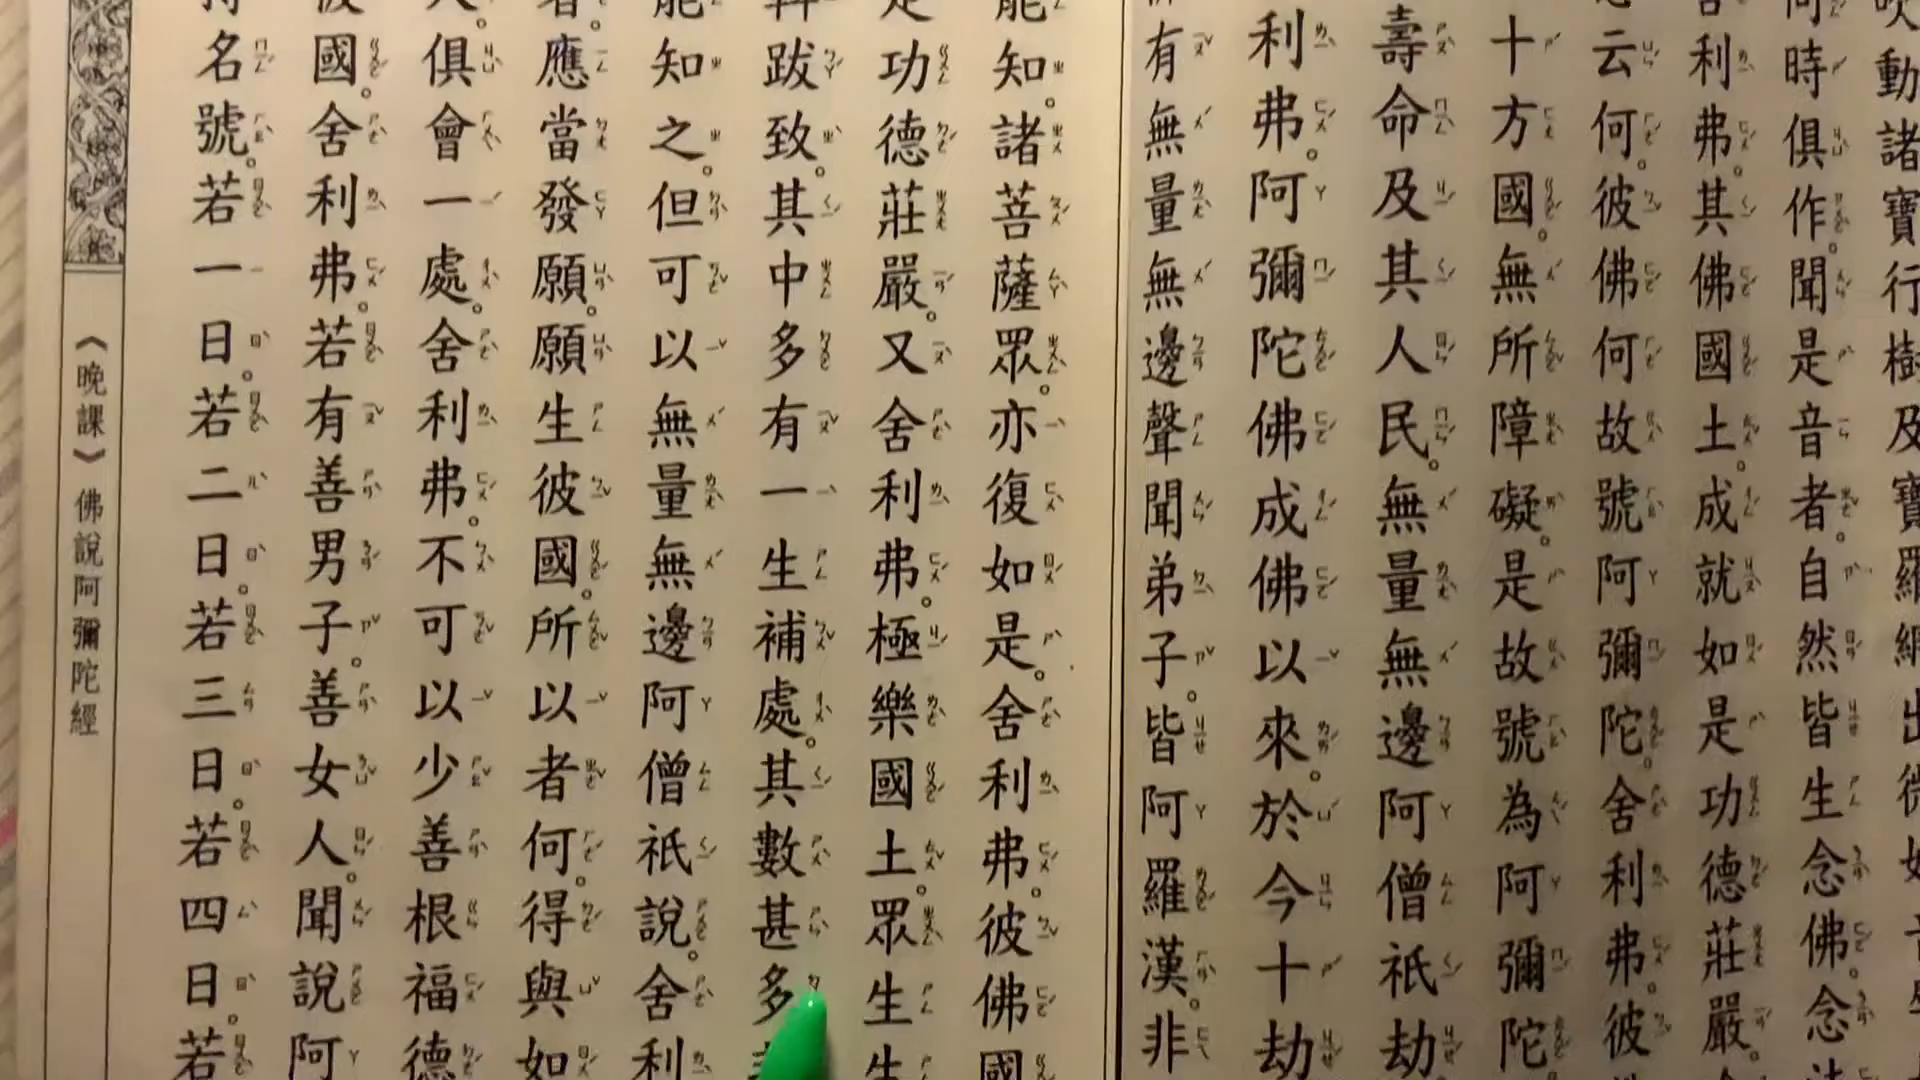 動諸寶行樹及寶羅網出微
時俱作。聞是音者。自然皆生念佛。念
利弗。其佛國土。成就如是功德莊嚴。
云何。彼佛何故號阿彌陀。舍利弗。彼
十方國。無所障礙。是故號為阿彌陀
壽命及其人民。無量無邊阿僧祇劫
利弗。阿彌陀佛成佛以來。於今十劫
有無量無邊聲聞弟子。皆阿羅漢。非
能知。諸菩薩眾。亦復如是。舍利弗。彼佛國
是功德莊嚴。又舍利弗。極樂國土。眾生生
跋致。其中多有一生補處。其數甚多
能知之。但可以無量無邊阿僧祇說。舍利
者。應當發願。願生彼國。所以者何。得與如
人。俱會一處。舍利弗。不可以少善根福德
彼國。舍利弗。若有善男子。善女人。聞說阿
持名號。若一日。若二日。若三日。若四日。若
《晚課》佛說阿彌陀經